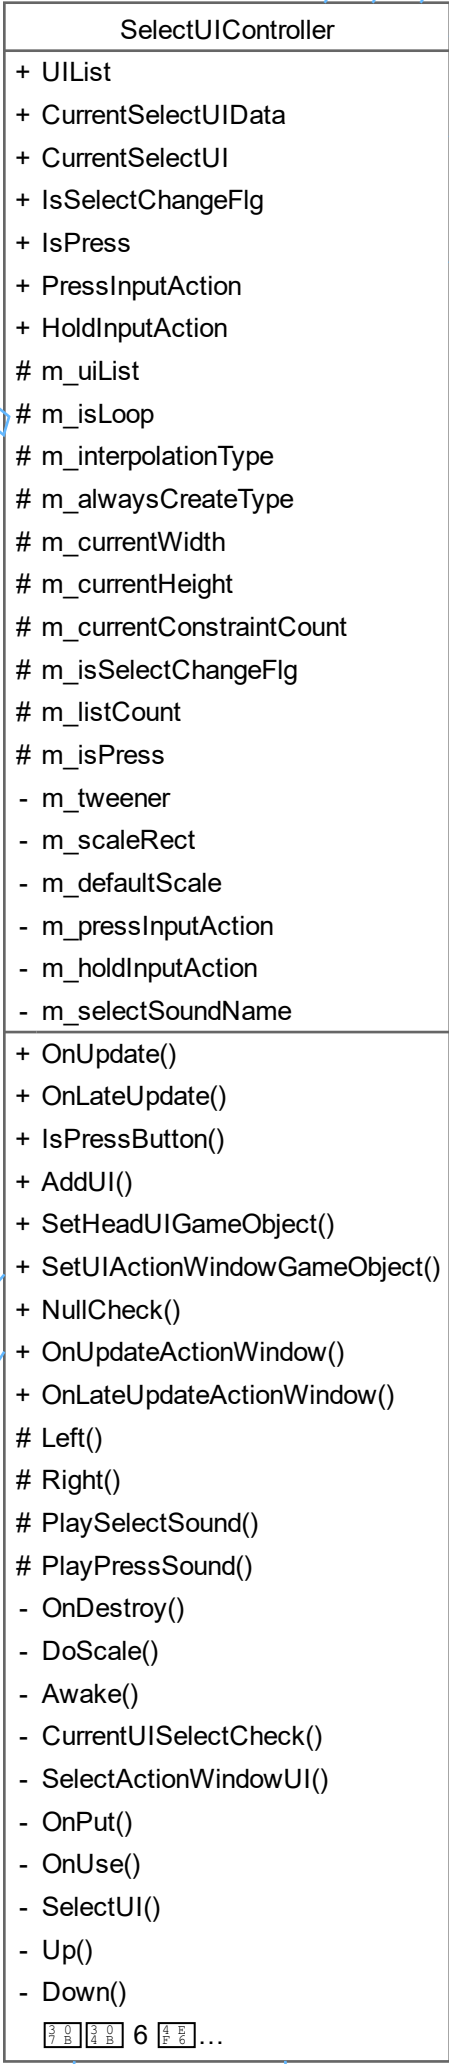 SelectUIController
+ UIList
+ CurrentSelectUIData
+ CurrentSelectUI
+ IsSelectChangeFlg
+ IsPress
+ PressInputAction
+ HoldInputAction
# m_uiList
# m_isLoop
# m_interpolationType
# m_alwaysCreateType
# m_currentWidth
# m_currentHeight
# m_currentConstraintCount
# m_isSelectChangeFlg
# m_listCount
# m_isPress
- m_tweener
- m_scaleRect
- m_defaultScale
- m_pressInputAction
- m_holdInputAction
- m_selectSoundName
+ OnUpdate()
+ OnLateUpdate()
+ IsPressButton()
+ AddUI()
+ SetHeadUIGameObject()
+ SetUIActionWindowGameObject()
+ NullCheck()
+ OnUpdateActionWindow()
+ OnLateUpdateActionWindow()
# Left()
# Right()
# PlaySelectSound()
# PlayPressSound()
- OnDestroy()
- DoScale()
- Awake()
- CurrentUISelectCheck()
- SelectActionWindowUI()
- OnPut()
- OnUse()
- SelectUI()
- Up()
- Down()
6 ...